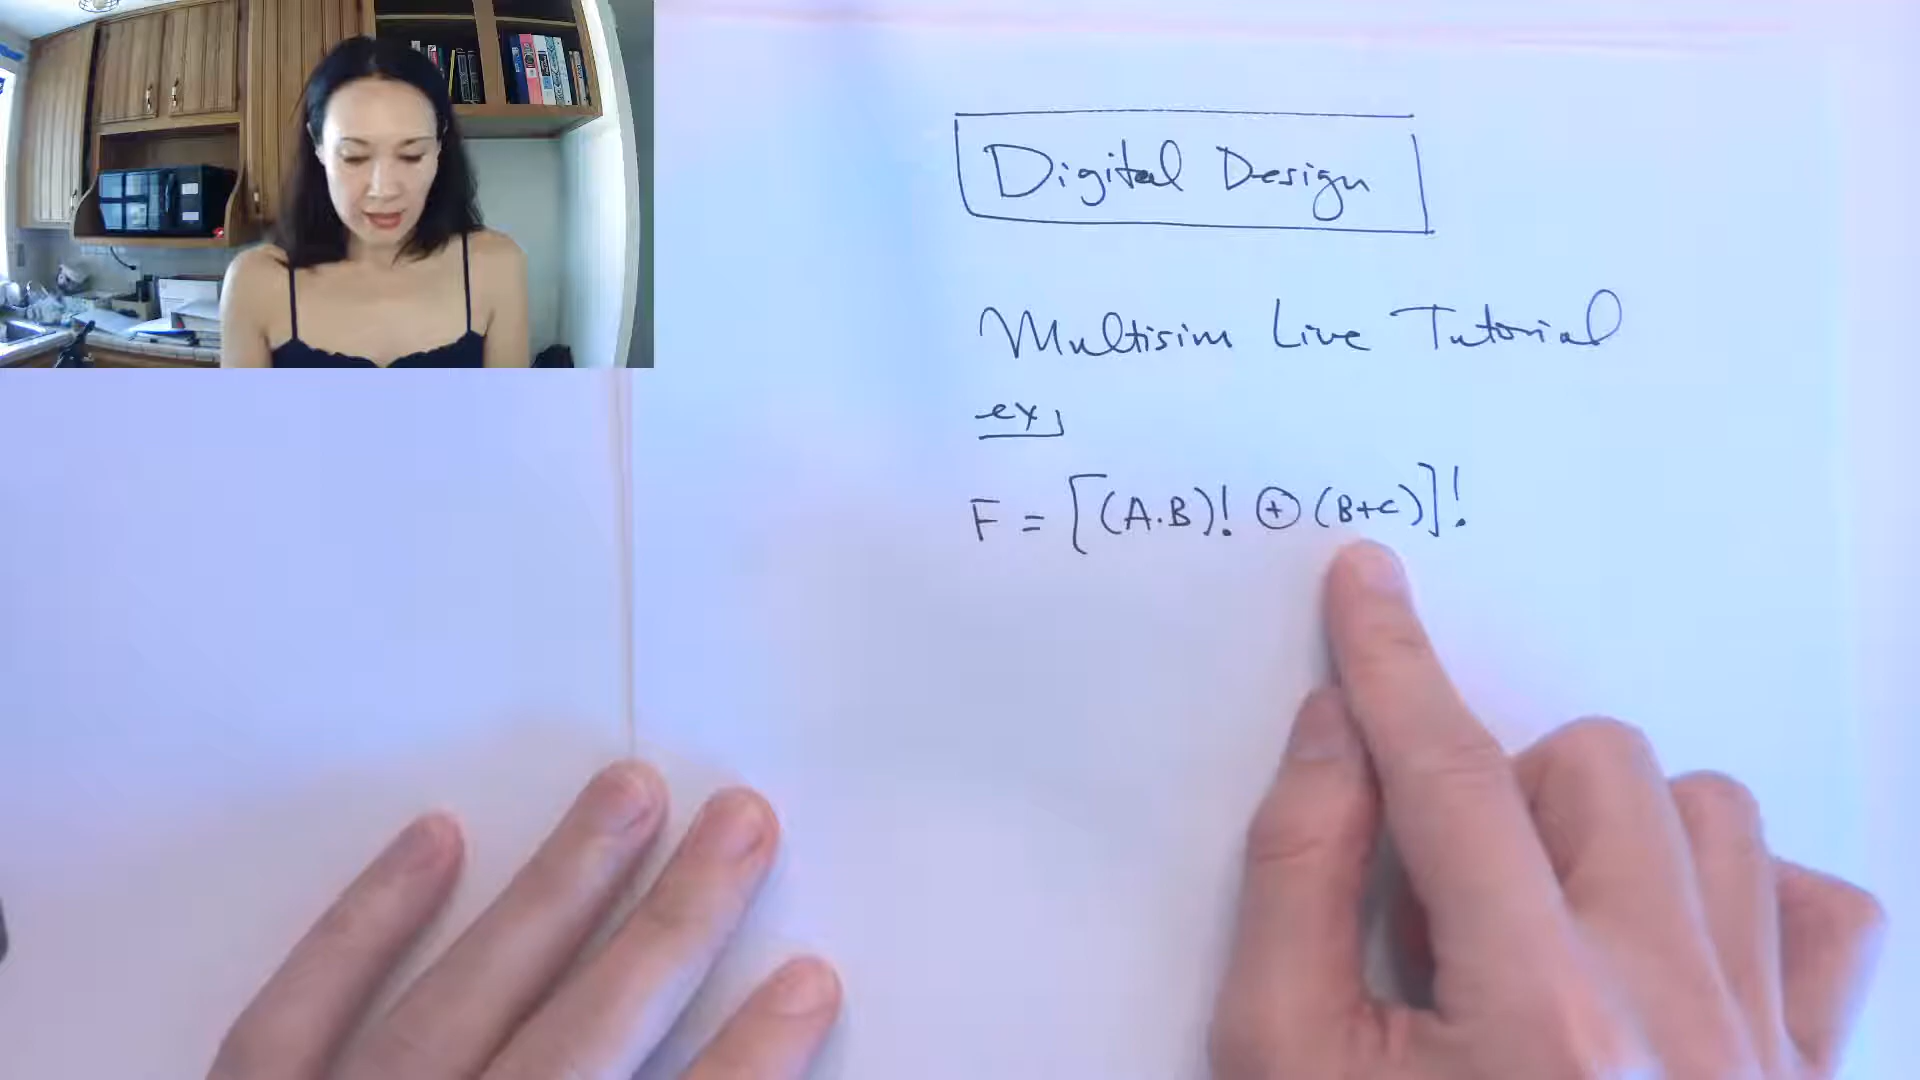 Digital Design
Multisim Live Tutorial
ex,
F = [(A.B)! ⊕ (B+C)]!